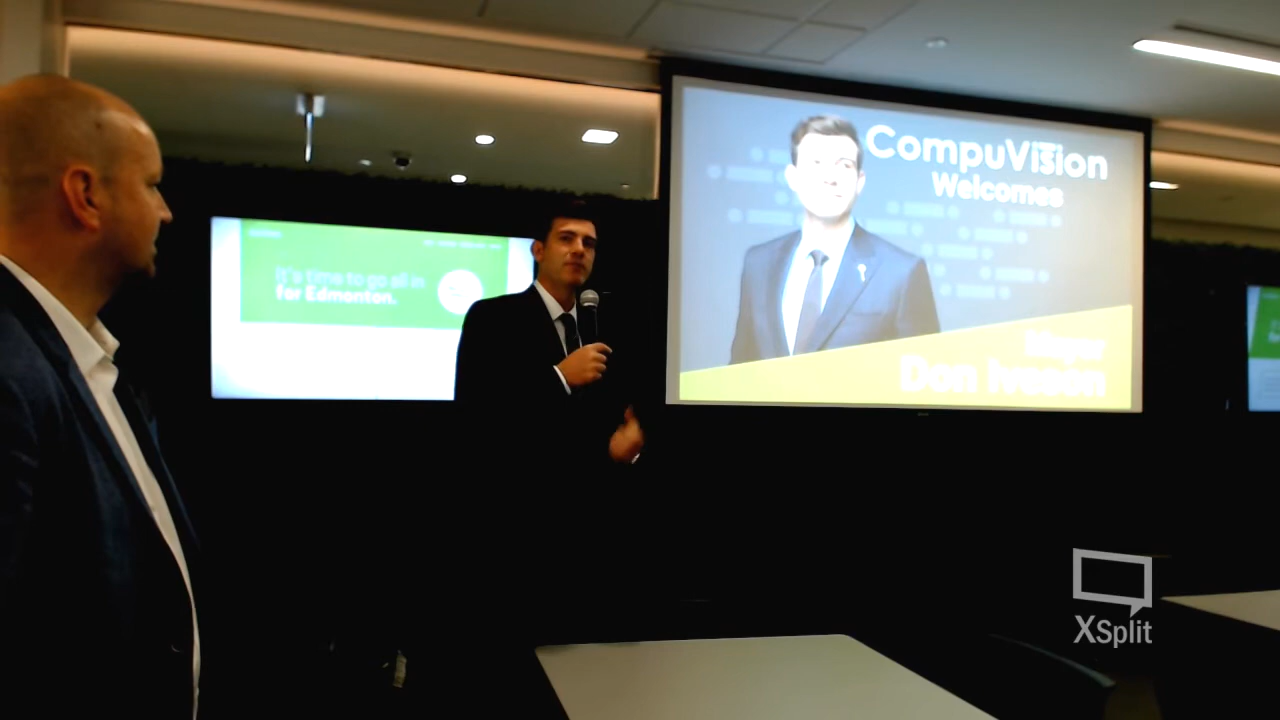 It's time to go all in
for Edmonton.
CompuVision
Welcomes
Mayor
Don Iveson
XSplit